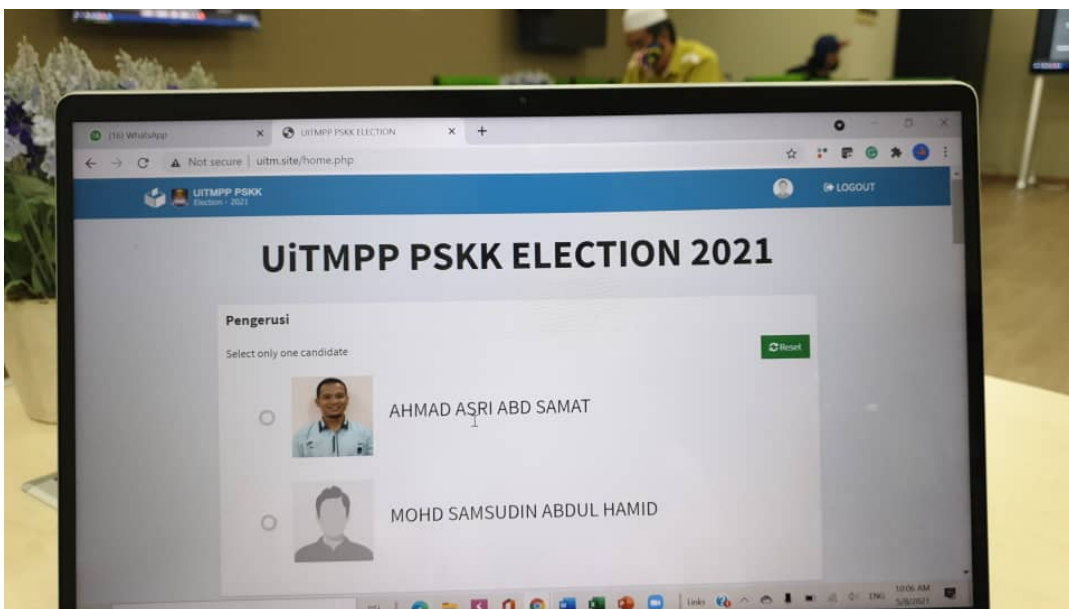 (16) WhatsApp
UITMPP PSKK ELECTION
Not secure | uitm.site/home.php
UITMPP PSKK
Election - 2021
LOGOUT
UiTMPP PSKK ELECTION 2021
Pengerusi
Select only one candidate
Reset
AHMAD ASRI ABD SAMAT
MOHD SAMSUDIN ABDUL HAMID
Links
ENG
10:06 AM
5/8/2021